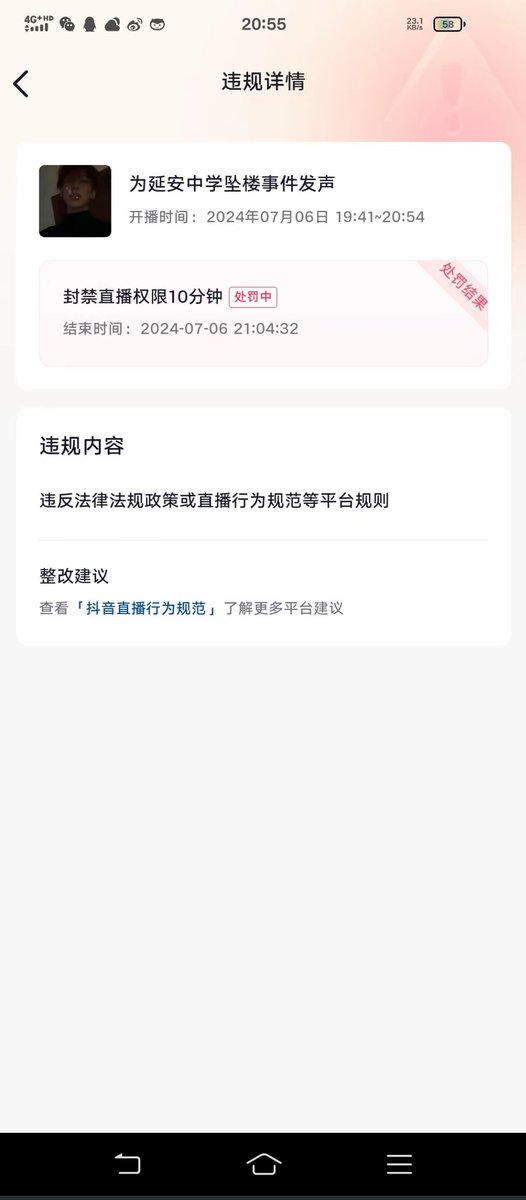 4G+HD
20:55
23.1
KB/s
58
违规详情
为延安中学坠楼事件发声
开播时间：2024年07月06日 19:41~20:54
处罚结果
封禁直播权限10分钟 处罚中
结束时间：2024-07-06 21:04:32
违规内容
违反法律法规政策或直播行为规范等平台规则
整改建议
查看「抖音直播行为规范」了解更多平台建议